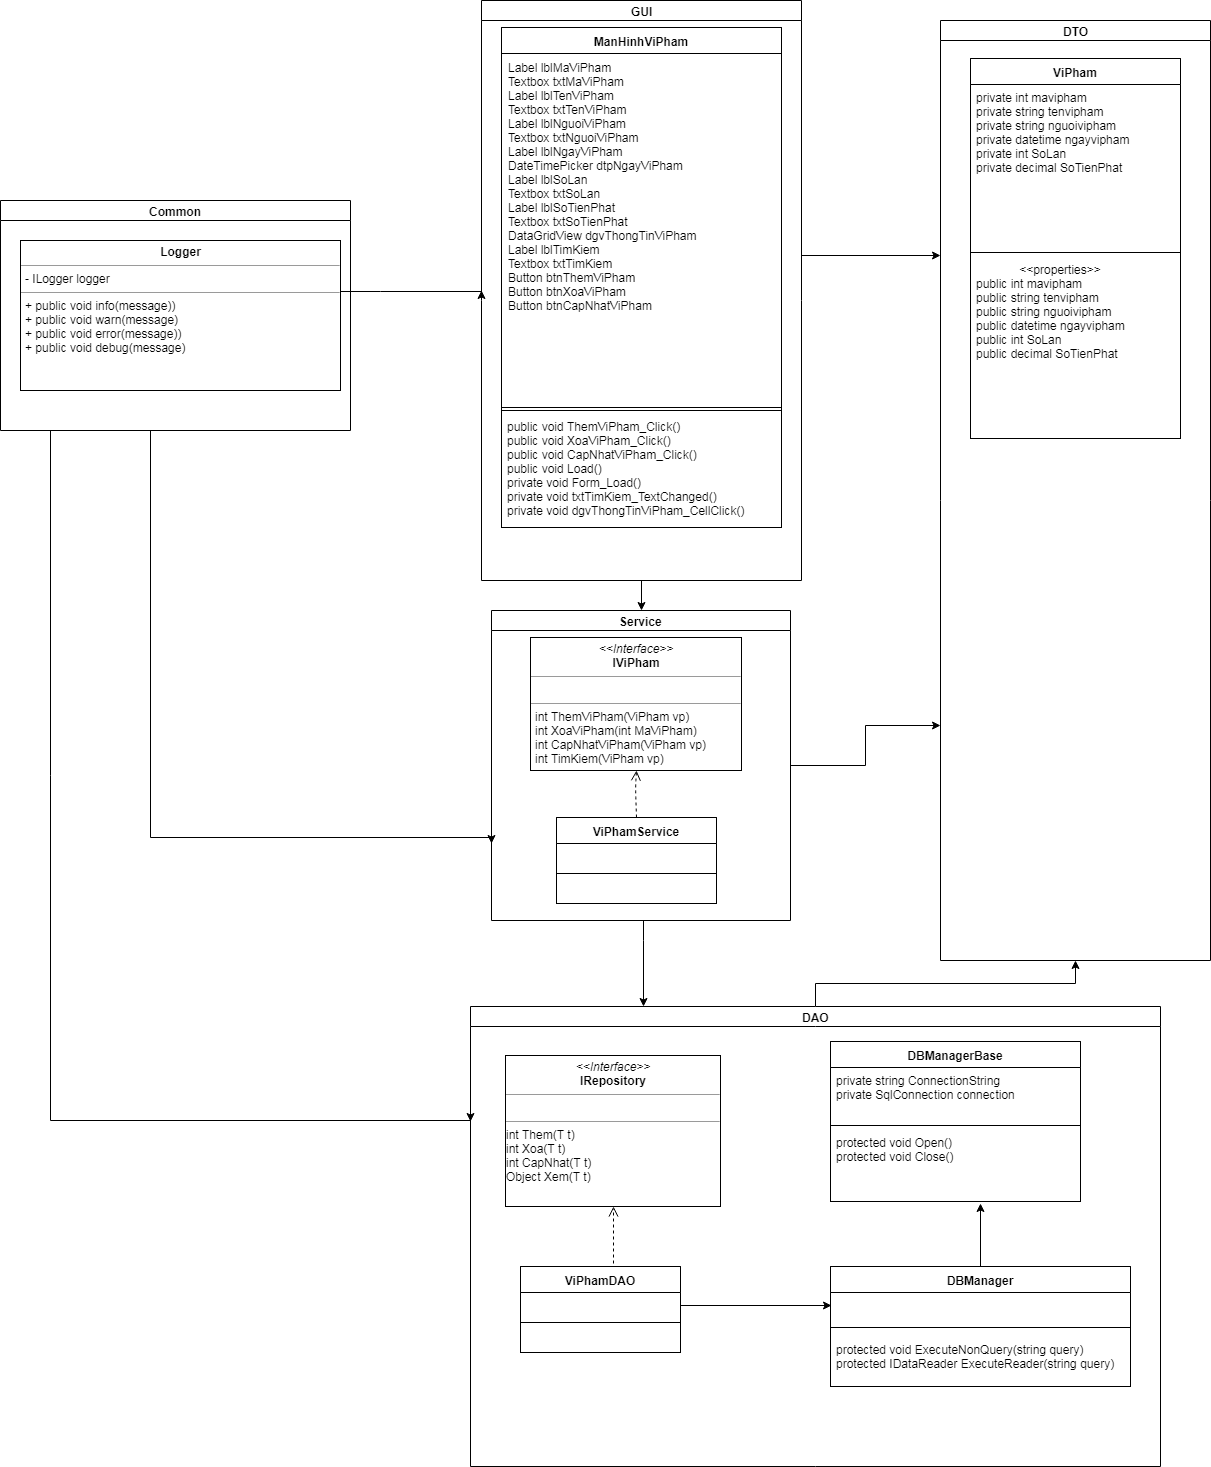 GUI
ManHinhViPham
Label lblMaViPham
Textbox txtMaViPham
Label lblTenViPham
Textbox txtTenViPham
Label lblNguoiViPham
Textbox txtNguoiViPham
Label lblNgayViPham
DateTimePicker dtpNgayViPham
Label lblSoLan
Textbox txtSoLan
Label lblSoTienPhat
Textbox txtSoTienPhat
DataGridView dgvThongTinViPham
Label lblTimKiem
Textbox txtTimKiem
Button btnThemViPham
Button btnXoaViPham
Button btnCapNhatViPham
public void ThemViPham_Click()
public void XoaViPham_Click()
public void CapNhatViPham_Click()
public void Load()
private void Form_Load()
private void txtTimKiem_TextChanged()
private void dgvThongTinViPham_CellClick()
DTO
ViPham
private int mavipham
private string tenvipham
private string nguoivipham
private datetime ngayvipham
private int SoLan
private decimal SoTienPhat
<<properties>>
public int mavipham
public string tenvipham
public string nguoivipham
public datetime ngayvipham
public int SoLan
public decimal SoTienPhat
Common
Logger
- ILogger logger
+ public void info(message))
+ public void warn(message)
+ public void error(message))
+ public void debug(message)
Service
<<Interface>>
IViPham
int ThemViPham(ViPham vp)
int XoaViPham(int MaViPham)
int CapNhatViPham(ViPham vp)
int TimKiem(ViPham vp)
ViPhamService
DAO
<<Interface>>
IRepository
int Them(T t)
int Xoa(T t)
int CapNhat(T t)
Object Xem(T t)
DBManagerBase
private string ConnectionString
private SqlConnection connection
protected void Open()
protected void Close()
ViPhamDAO
DBManager
protected void ExecuteNonQuery(string query)
protected IDataReader ExecuteReader(string query)